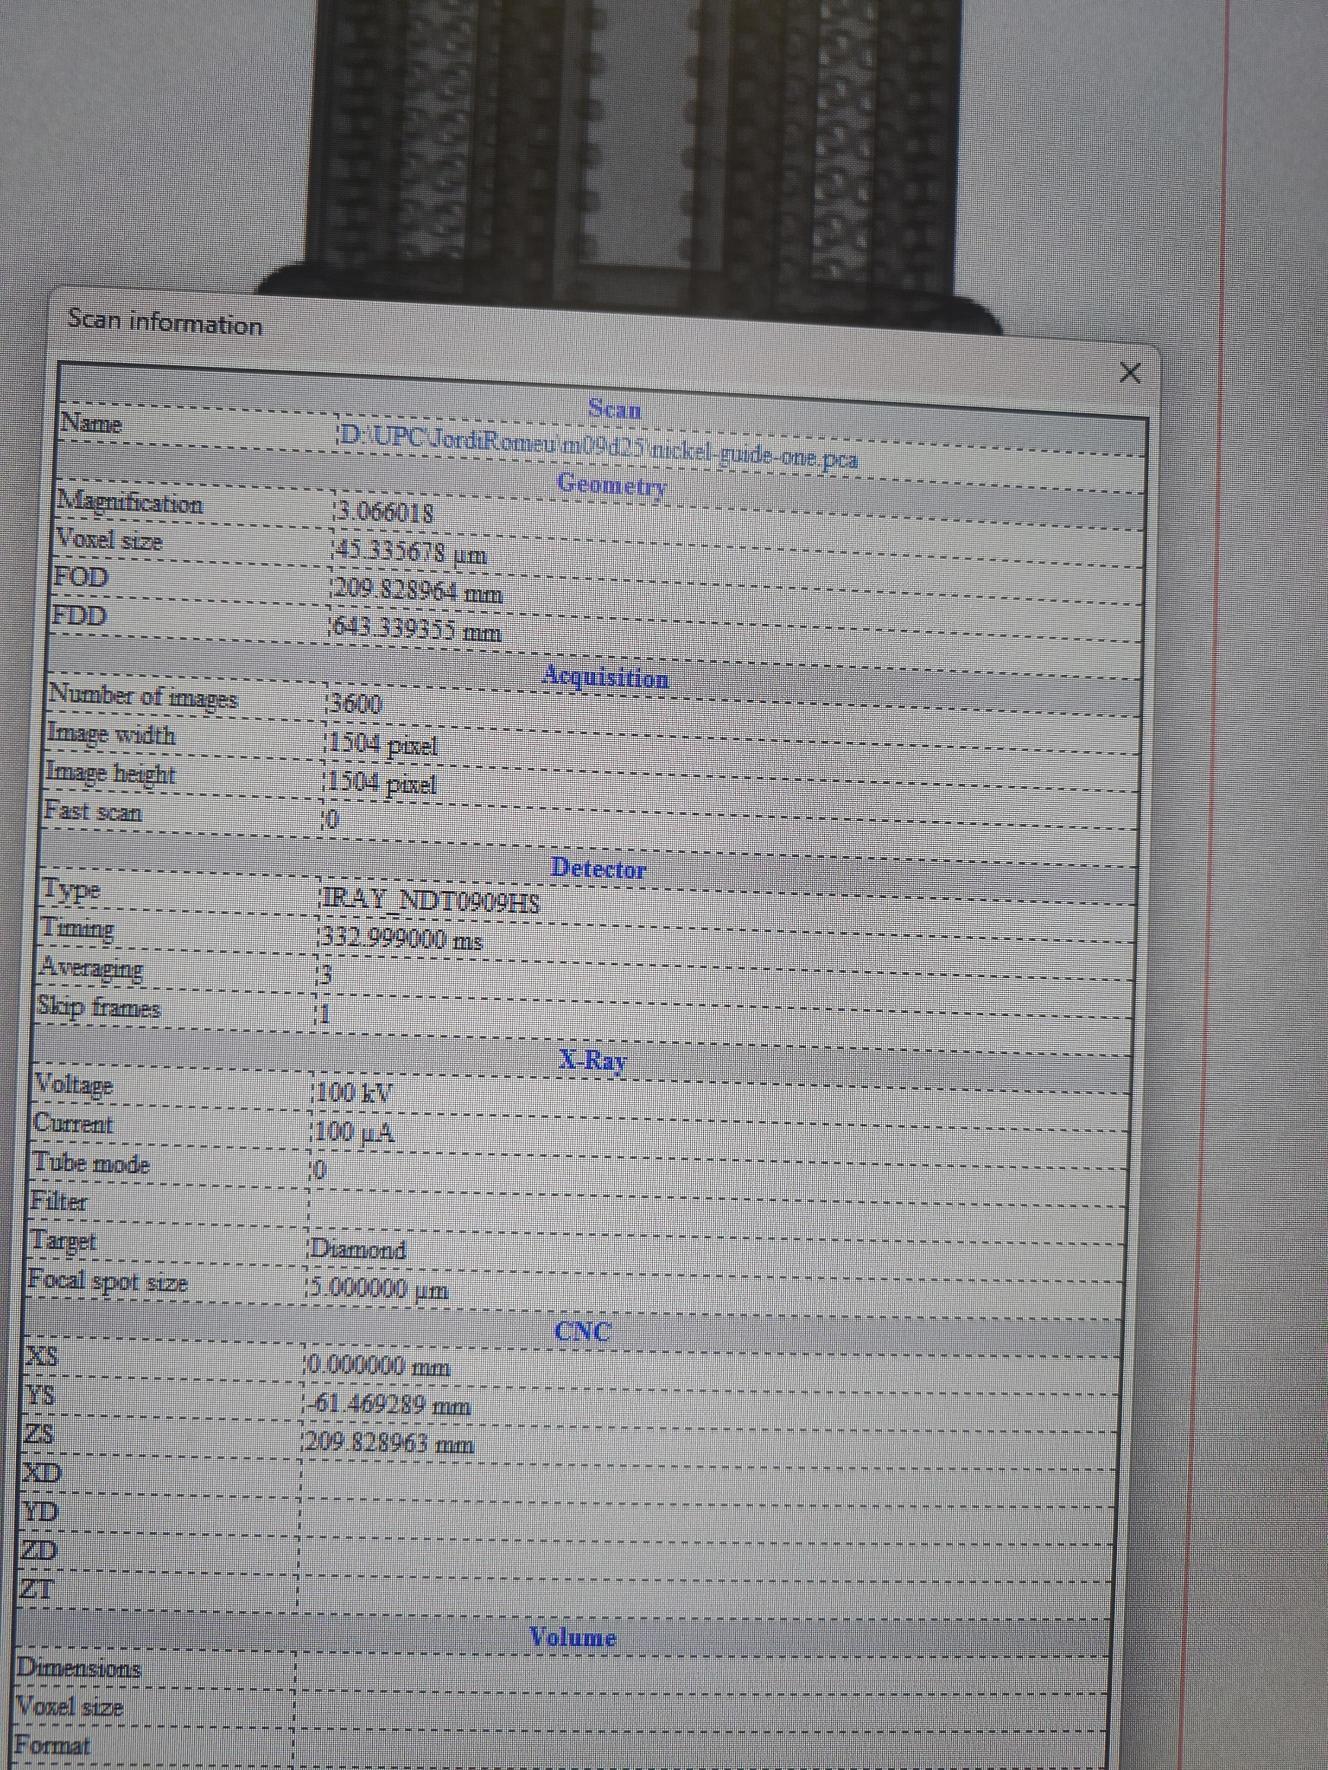 Scan information
Scan
Name D:\UPC\JordiRomeu\m09d25\nickel-guide-one.pca
Geometry
Magnification 3.066018
Voxel size 45.335678 µm
FOD 209.828964 mm
FDD 643.339355 mm
Acquisition
Number of images 3600
Image width 1504 pixel
Image height 1504 pixel
Fast scan 0
Detector
Type IRAY_NDT0909HS
Timing 332.999000 ms
Averaging 3
Skip frames 1
X-Ray
Voltage 100 kV
Current 100 µA
Tube mode 0
Filter
Target Diamond
Focal spot size 5.000000 µm
CNC
XS 0.000000 mm
YS -61.469289 mm
ZS 209.828963 mm
XD
YD
ZD
ZT
Volume
Dimensions
Voxel size
Format